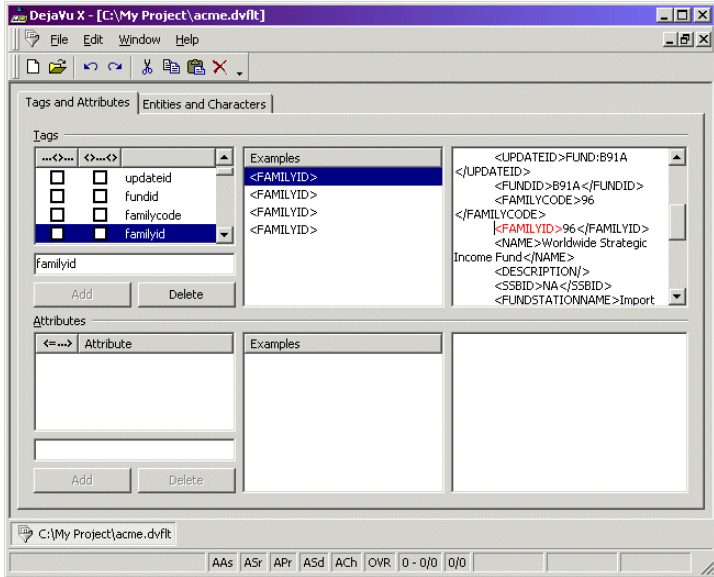 DejaVu X - [C:\My Project\acme.dvflt]
File Edit Window Help
Tags and Attributes Entities and Characters
Tags
...<>... <>...<>
updateid
fundid
familycode
familyid
familyid
Add Delete
Examples
<FAMILYID>
<FAMILYID>
<FAMILYID>
<FAMILYID>
<UPDATEID>FUND:B91A
</UPDATEID>
<FUNDID>B91A</FUNDID>
<FAMILYCODE>96
</FAMILYCODE>
<FAMILYID>96</FAMILYID>
<NAME>Worldwide Strategic
Income Fund</NAME>
<DESCRIPTION/>
<SSBID>NA</SSBID>
<FUNDSTATIONNAME>Import
Attributes
<=...> Attribute
Add Delete
Examples
C:\My Project\acme.dvflt
AAs ASr APr ASd ACh OVR 0 - 0/0 0/0